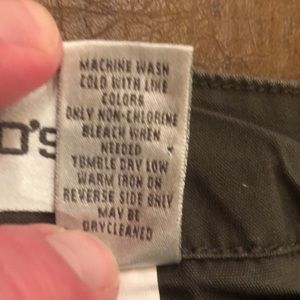 D's
MACHINE WASH
COLD WITH LIKE
COLORS
ONLY NON-CHLORINE
BLEACH WHEN
NEEDED
TUMBLE DRY LOW
WARM IRON ON
REVERSE SIDE ONLY
MAY BE
DRYCLEANED